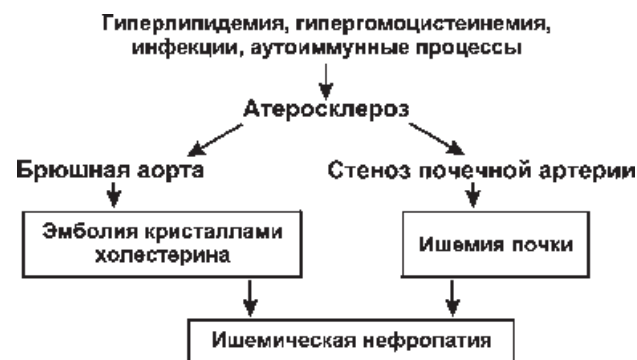 Гиперлипидемия, гипергомоцистеинемия,
инфекции, аутоиммунные процессы
Атеросклероз
Брюшная аорта
Стеноз почечной артерии
Эмболия кристаллами
холестерина
Ишемия почки
Ишемическая нефропатия